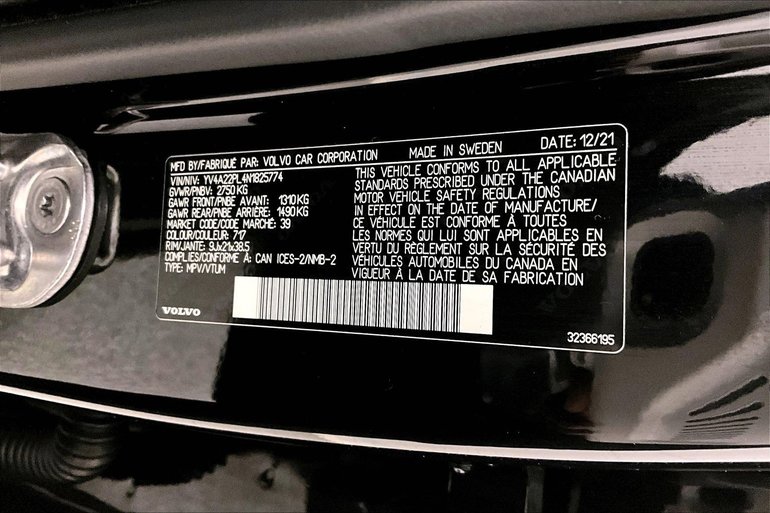 MFD BY/FABRIQUÉ PAR: VOLVO CAR CORPORATION MADE IN SWEDEN DATE: 12/21
VIN/NIV: YV4A22PL4N1825774
GVWR/PNBV: 2750 KG
GAWR FRONT/PNBE AVANT: 1310 KG
GAWR REAR/PNBE ARRIÈRE: 1490 KG
MARKET CODE/CODE MARCHÉ: 39
COLOUR/COULEUR: 717
RIM/JANTE: 9Jx21x38.5
COMPLIES/CONFORME À: CAN ICES-2/NMB-2
TYPE: MPV/VTUM
THIS VEHICLE CONFORMS TO ALL APPLICABLE
STANDARDS PRESCRIBED UNDER THE CANADIAN
MOTOR VEHICLE SAFETY REGULATIONS
IN EFFECT ON THE DATE OF MANUFACTURE/
CE VÉHICULE EST CONFORME À TOUTES
LES NORMES QUI LUI SONT APPLICABLES EN
VERTU DU RÈGLEMENT SUR LA SÉCURITÉ DES
VÉHICULES AUTOMOBILES DU CANADA EN
VIGUEUR À LA DATE DE SA FABRICATION
VOLVO
32366195